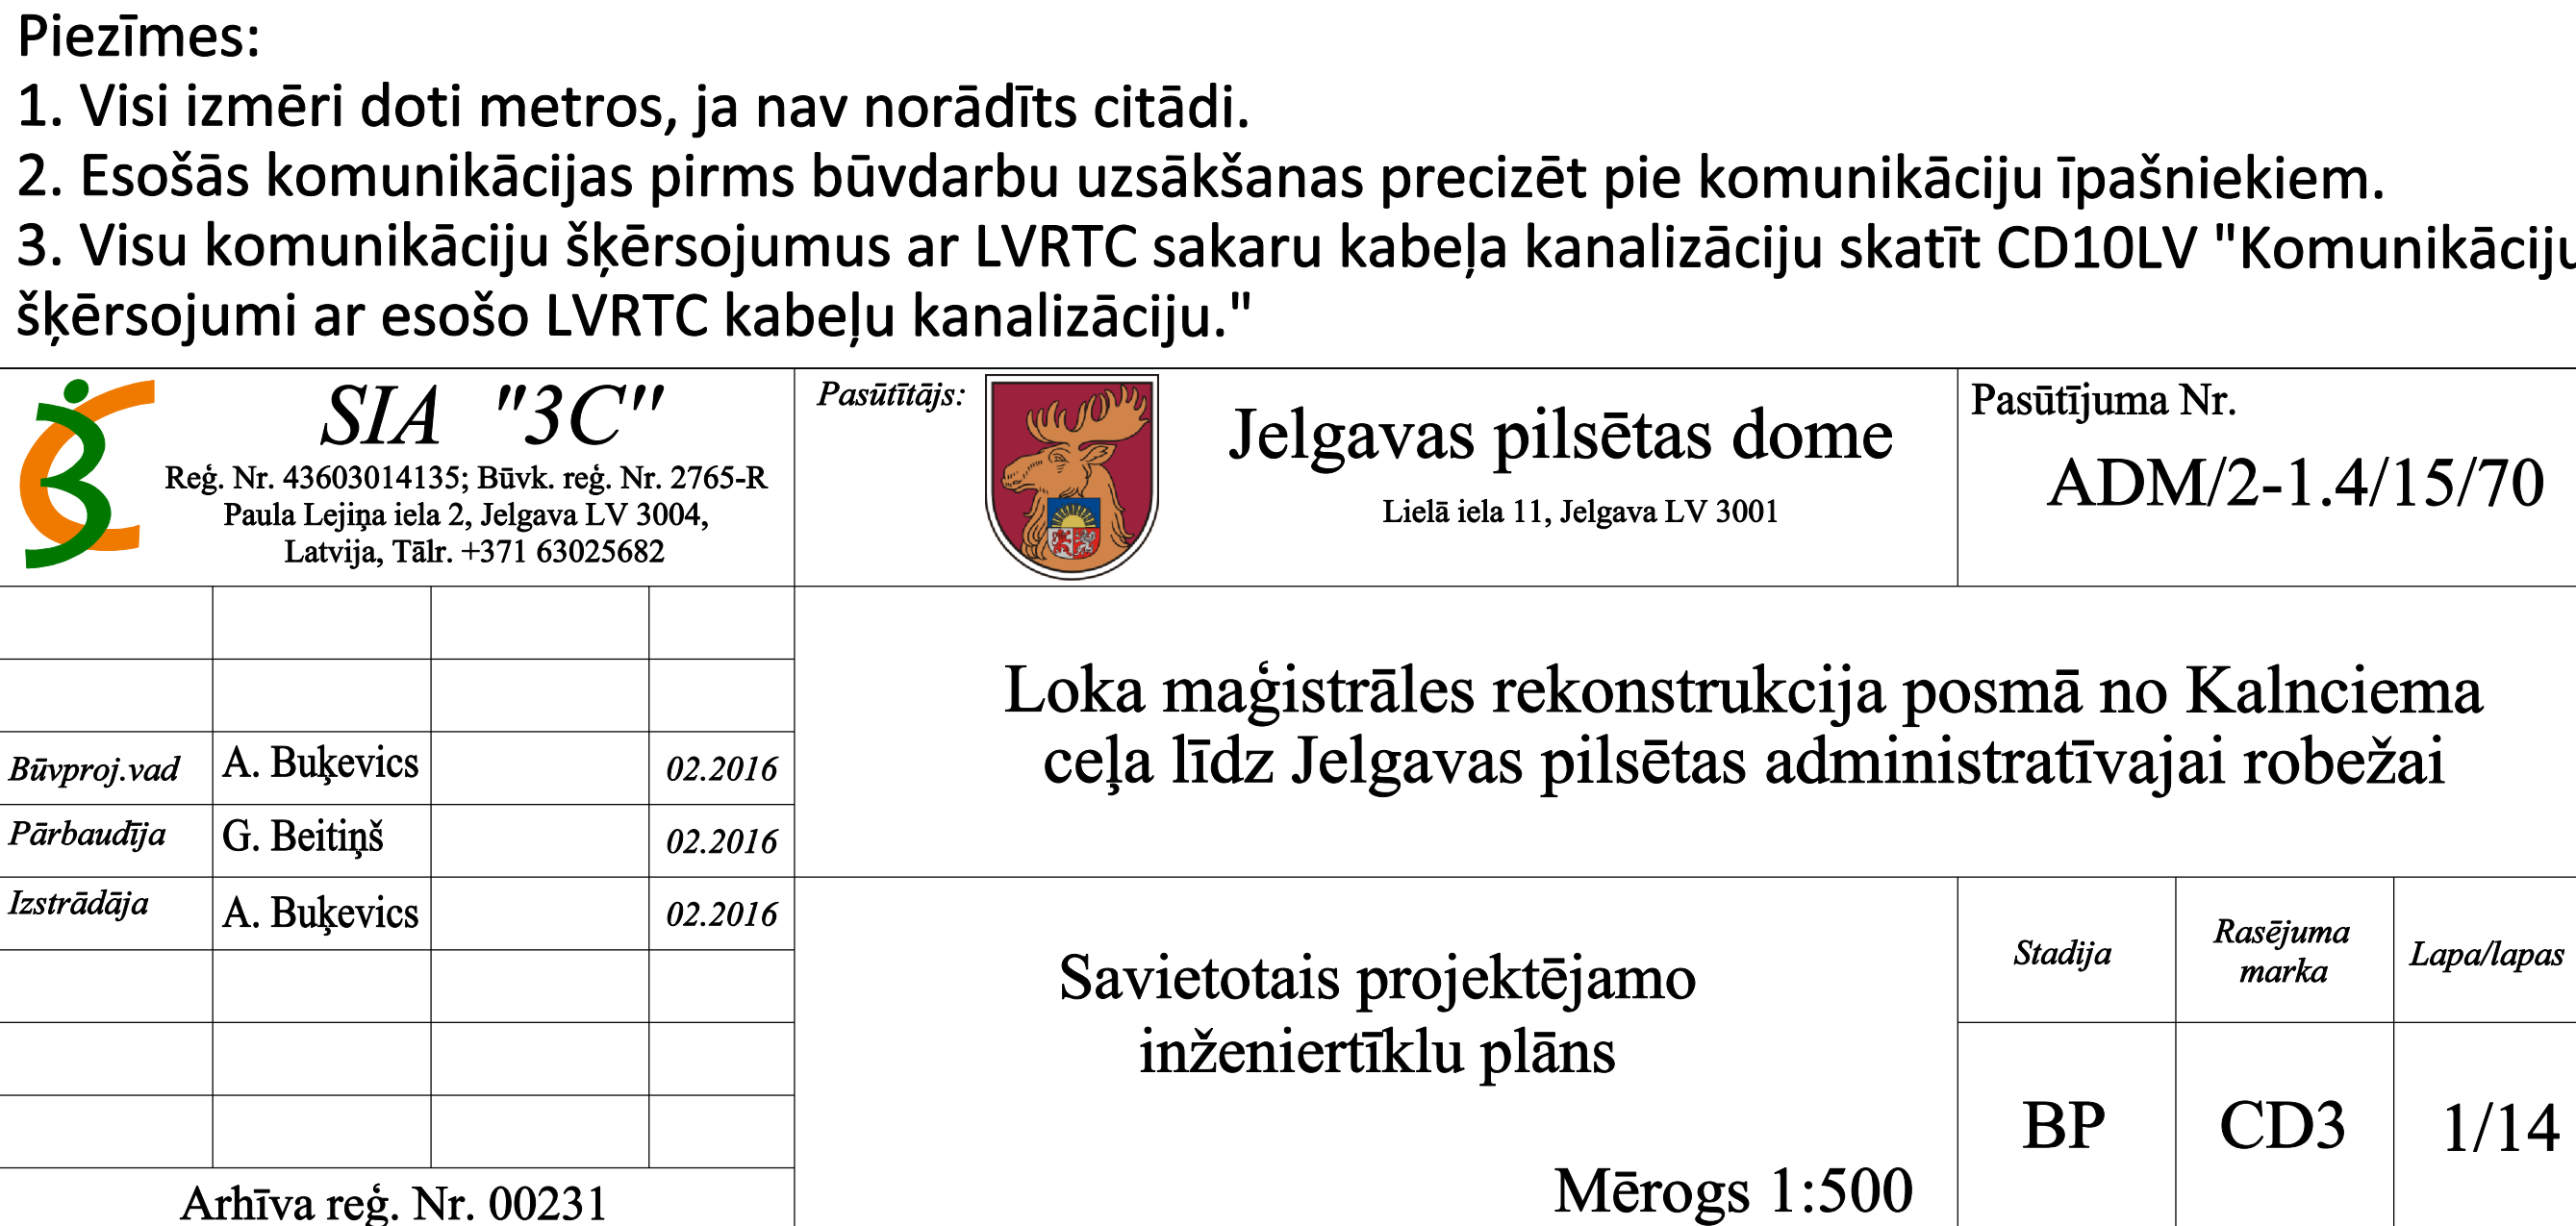 Piezīmes:
1. Visi izmēri doti metros, ja nav norādīts citādi.
2. Esošās komunikācijas pirms būvdarbu uzsākšanas precizēt pie komunikāciju īpašniekiem.
3. Visu komunikāciju šķērsojumus ar LVRTC sakaru kabeļa kanalizāciju skatīt CD10LV "Komunikāciju
šķērsojumi ar esošo LVRTC kabeļu kanalizāciju."
SIA "3C"
Reģ. Nr. 43603014135; Būvk. reģ. Nr. 2765-R
Paula Lejiņa iela 2, Jelgava LV 3004,
Latvija, Tālr. +371 63025682
Pasūtītājs:
Jelgavas pilsētas dome
Lielā iela 11, Jelgava LV 3001
Pasūtījuma Nr.
ADM/2-1.4/15/70
Loka maģistrāles rekonstrukcija posmā no Kalnciema
ceļa līdz Jelgavas pilsētas administratīvajai robežai
Būvproj.vad A. Buķevics 02.2016
Pārbaudīja G. Beitiņš 02.2016
Izstrādāja A. Buķevics 02.2016
Savietotais projektējamo
inženiertīklu plāns
Mērogs 1:500
Stadija
Rasējuma
marka
Lapa/lapas
BP
CD3
1/14
Arhīva reģ. Nr. 00231